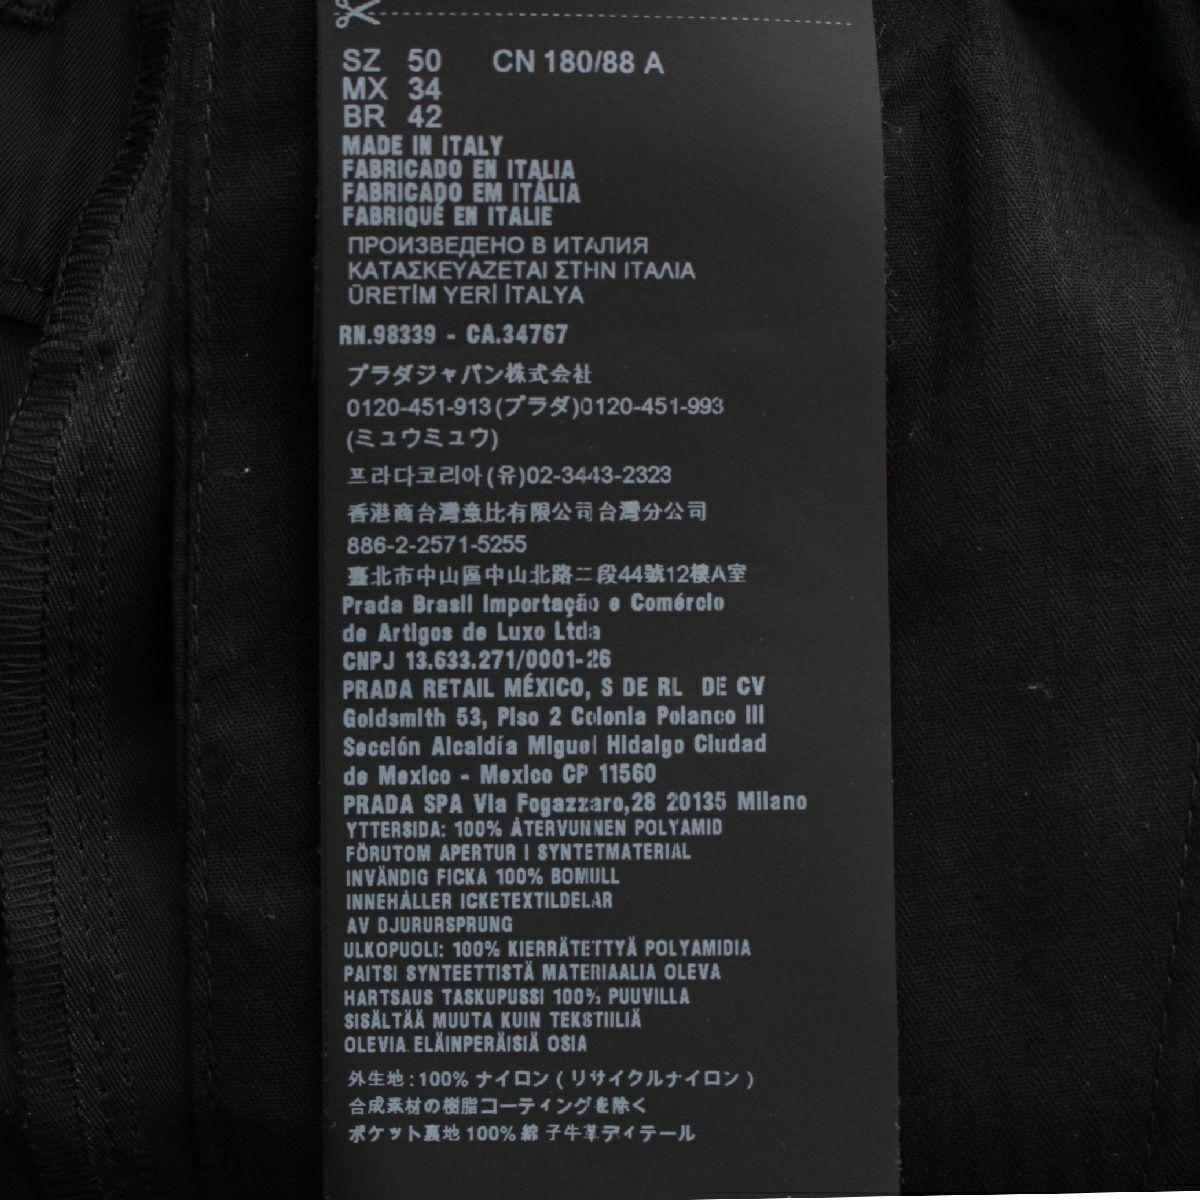 SZ 50 CN 180/88 A
MX 34
BR 42
MADE IN ITALY
FABRICADO EN ITALIA
FABRICADO EM ITÁLIA
FABRIQUÉ EN ITALIE
ПРОИЗВЕДЕНО В ИТАЛИЯ
ΚΑΤΑΣΚΕΥΑΖΕΤΑΙ ΣΤΗΝ ΙΤΑΛΙΑ
ÜRETİM YERİ İTALYA
RN.98339 - CA.34767
プラダジャパン株式会社
0120-451-913(プラダ)0120-451-993
(ミュウミュウ)
프라다코리아(유)02-3443-2323
香港商台灣意比有限公司台灣分公司
886-2-2571-5255
臺北市中山區中山北路二段44號12樓A室
Prada Brasil Importação e Comércio
de Artigos de Luxo Ltda
CNPJ 13.633.271/0001-26
PRADA RETAIL MÉXICO, S DE RL DE CV
Goldsmith 53, Piso 2 Colonia Polanco III
Sección Alcaldía Miguel Hidalgo Ciudad
de Mexico - Mexico CP 11560
PRADA SPA Via Fogazzaro,28 20135 Milano
YTTERSIDA: 100% ÅTERVUNNEN POLYAMID
FÖRUTOM APERTUR I SYNTETMATERIAL
INVÄNDIG FICKA 100% BOMULL
INNEHÅLLER ICKETEXTILDELAR
AV DJURURSPRUNG
ULKOPUOLI: 100% KIERRÄTETTYÄ POLYAMIDIA
PAITSI SYNTEETTISTÄ MATERIAALIA OLEVA
HARTSAUS TASKUPUSSI 100% PUUVILLA
SISÄLTÄÄ MUUTA KUIN TEKSTIILIÄ
OLEVIA ELÄINPERÄISIÄ OSIA
外生地:100% ナイロン(リサイクルナイロン)
合成素材の樹脂コーティングを除く
ポケット裏地100% 綿 子牛革ディテール